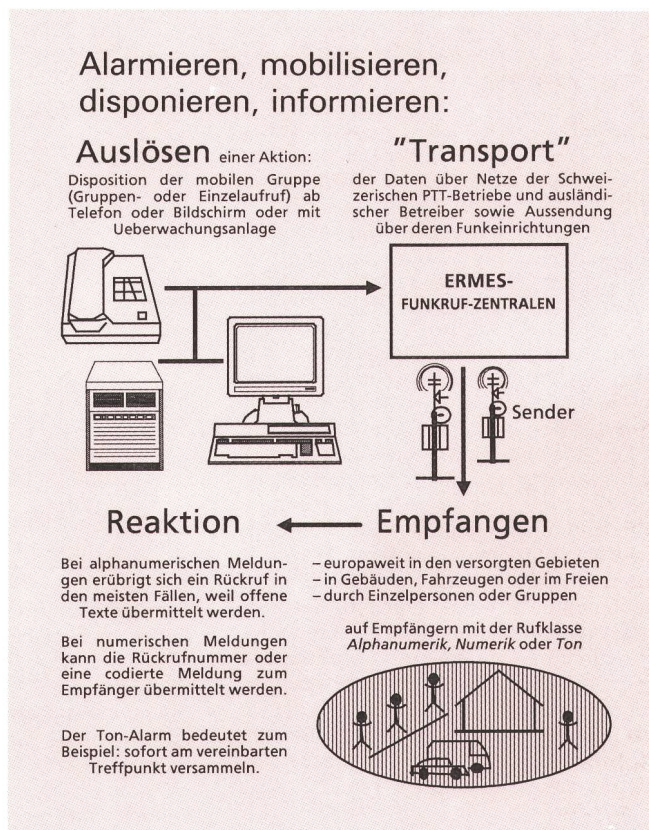 Alarmieren, mobilisieren,
disponieren, informieren:
Auslösen einer Aktion:
Disposition der mobilen Gruppe
(Gruppen- oder Einzelaufruf) ab
Telefon oder Bildschirm oder mit
Ueberwachungsanlage
"Transport"
der Daten über Netze der Schwei-
zerischen PTT-Betriebe und ausländi-
scher Betreiber sowie Aussendung
über deren Funkeinrichtungen
ERMES-
FUNKRUF-ZENTRALEN
Sender
Empfangen
– europaweit in den versorgten Gebieten
– in Gebäuden, Fahrzeugen oder im Freien
– durch Einzelpersonen oder Gruppen
auf Empfängern mit der Rufklasse
Alphanumerik, Numerik oder Ton
Reaktion
Bei alphanumerischen Meldun-
gen erübrigt sich ein Rückruf in
den meisten Fällen, weil offene
Texte übermittelt werden.
Bei numerischen Meldungen
kann die Rückrufnummer oder
eine codierte Meldung zum
Empfänger übermittelt werden.
Der Ton-Alarm bedeutet zum
Beispiel: sofort am vereinbarten
Treffpunkt versammeln.